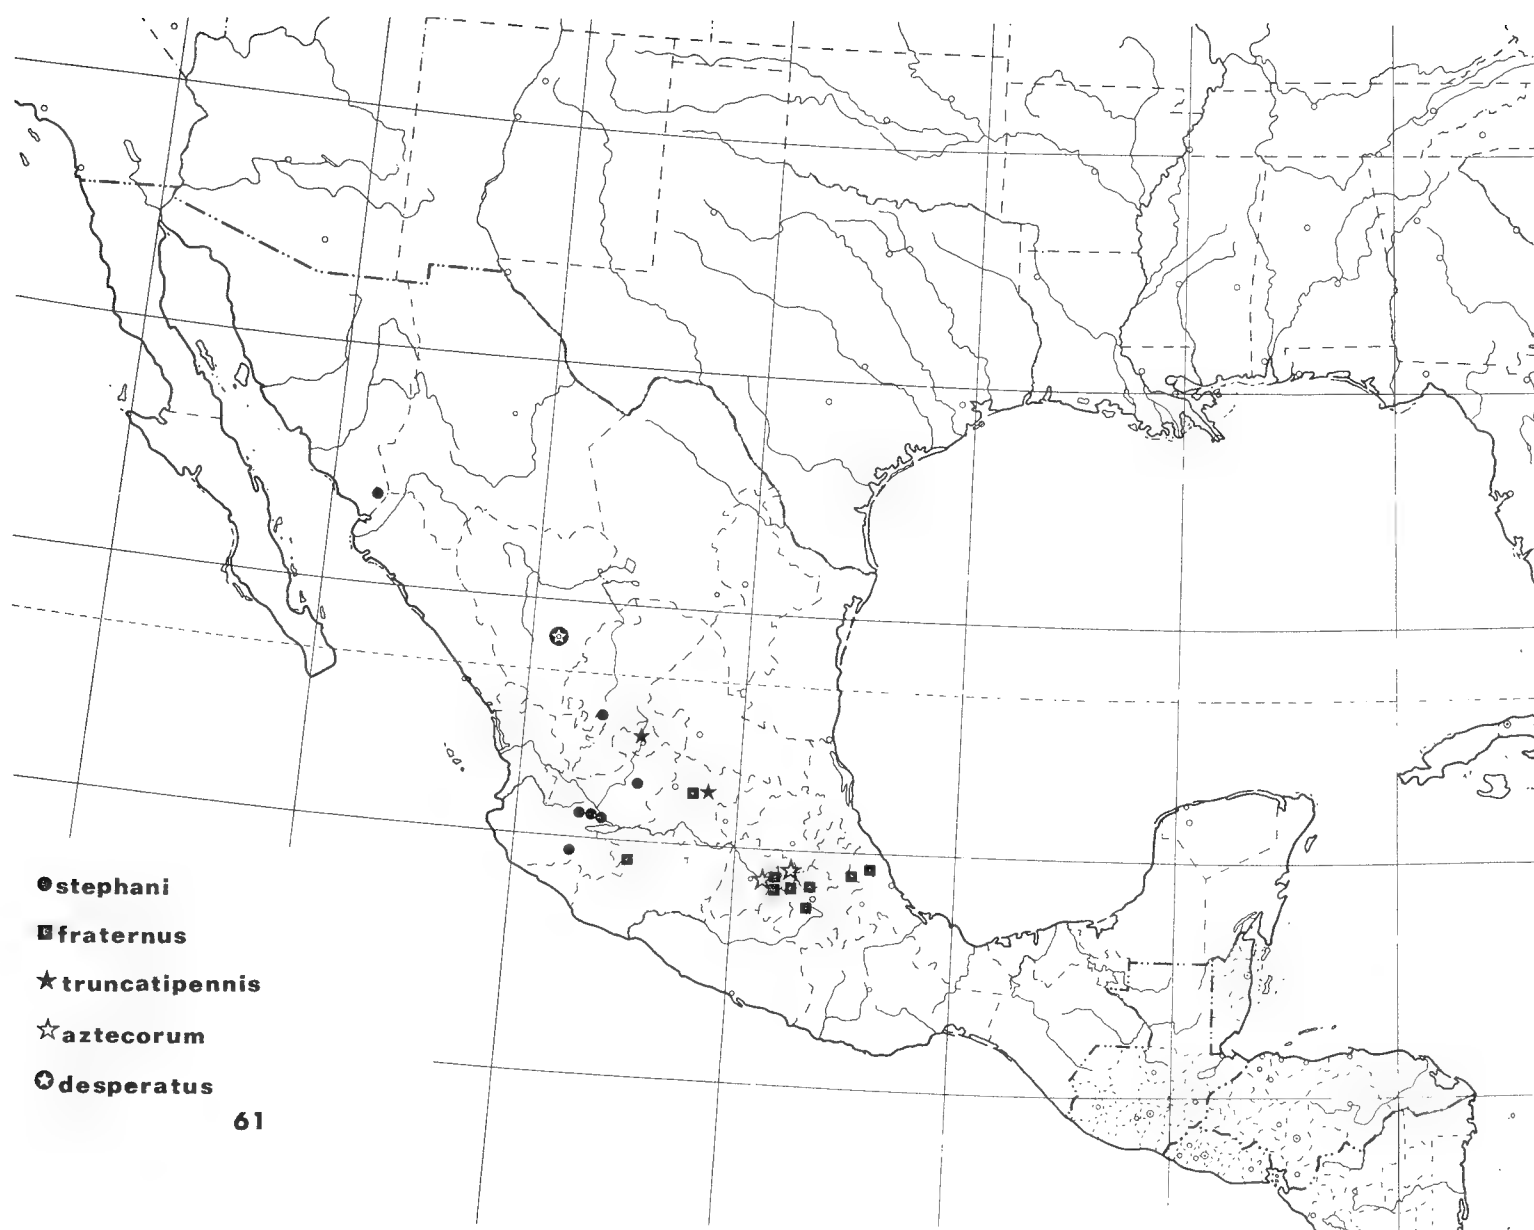 stephani
fraternus
truncatipennis
aztecorum
desperatus
61